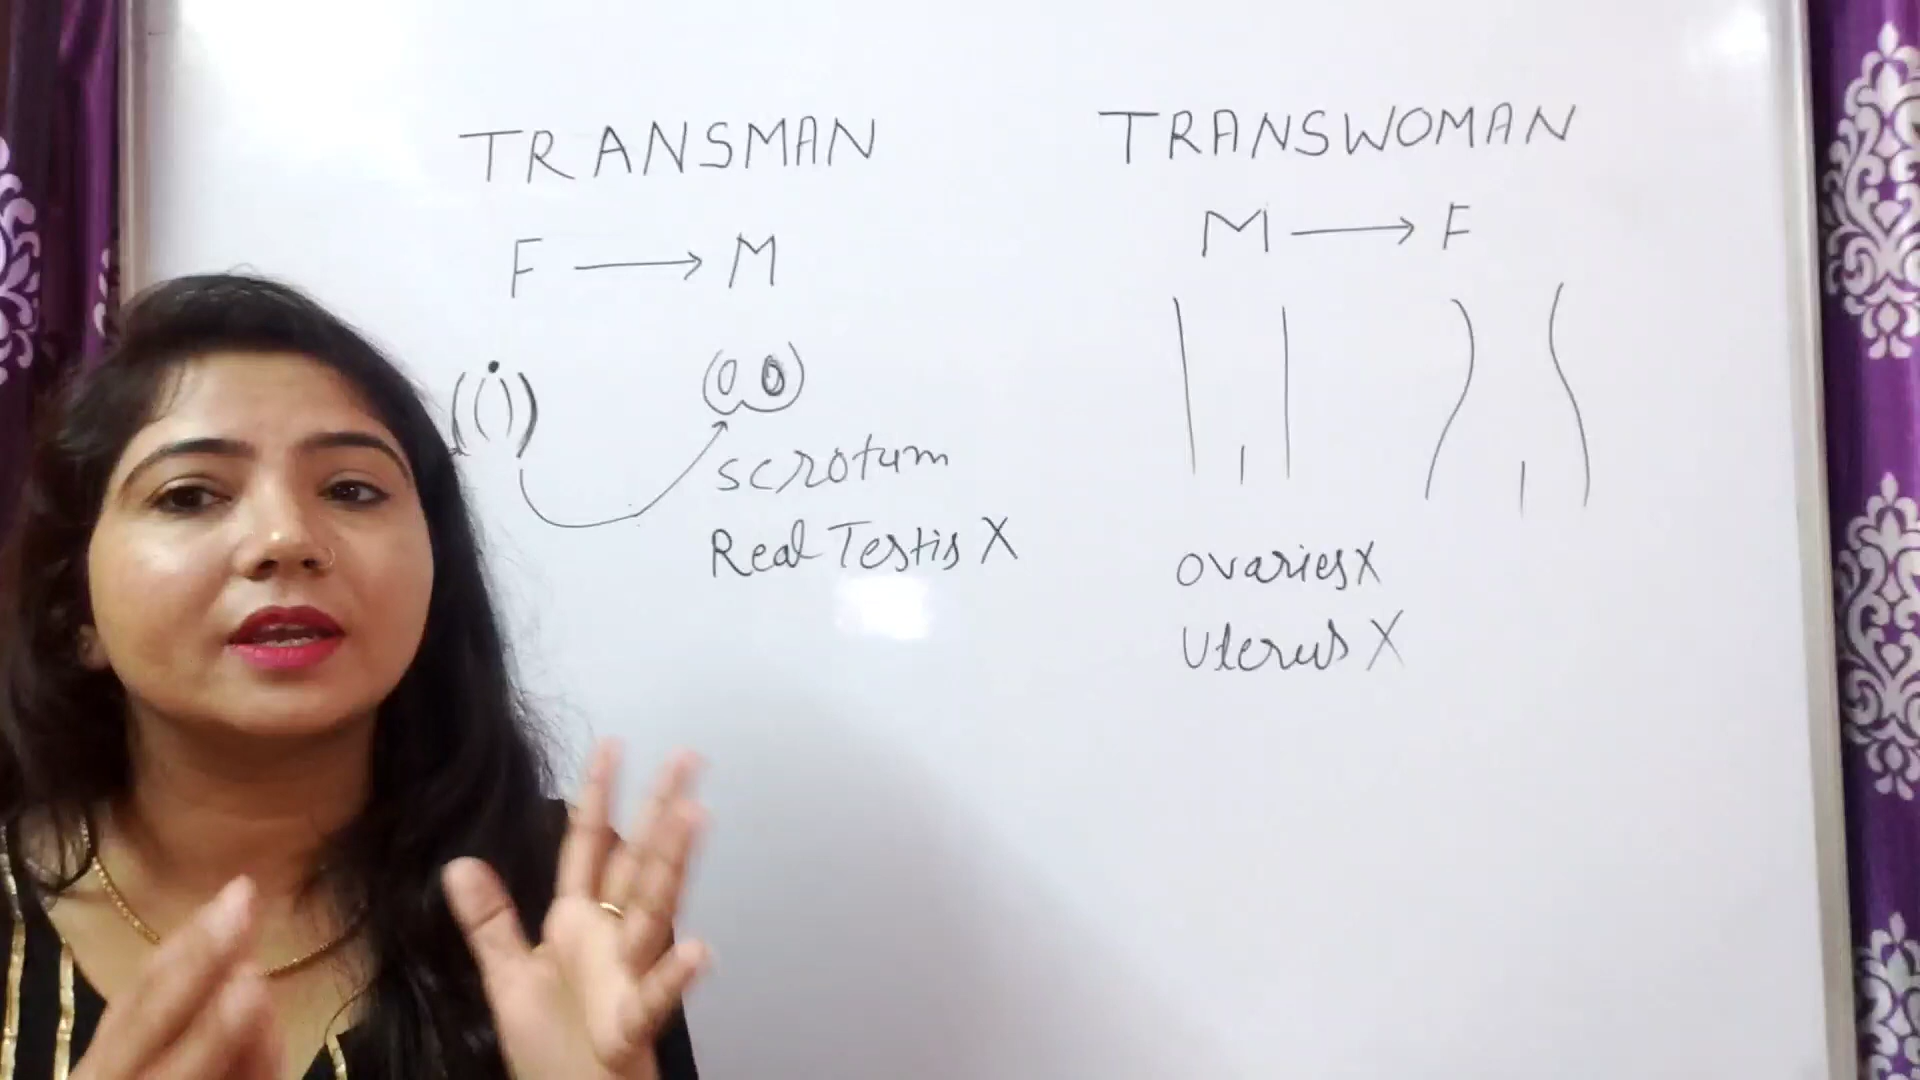 TRANSMAN
F → M
scrotum
Real Testis X
TRANSWOMAN
M → F
ovaries X
Uterus X